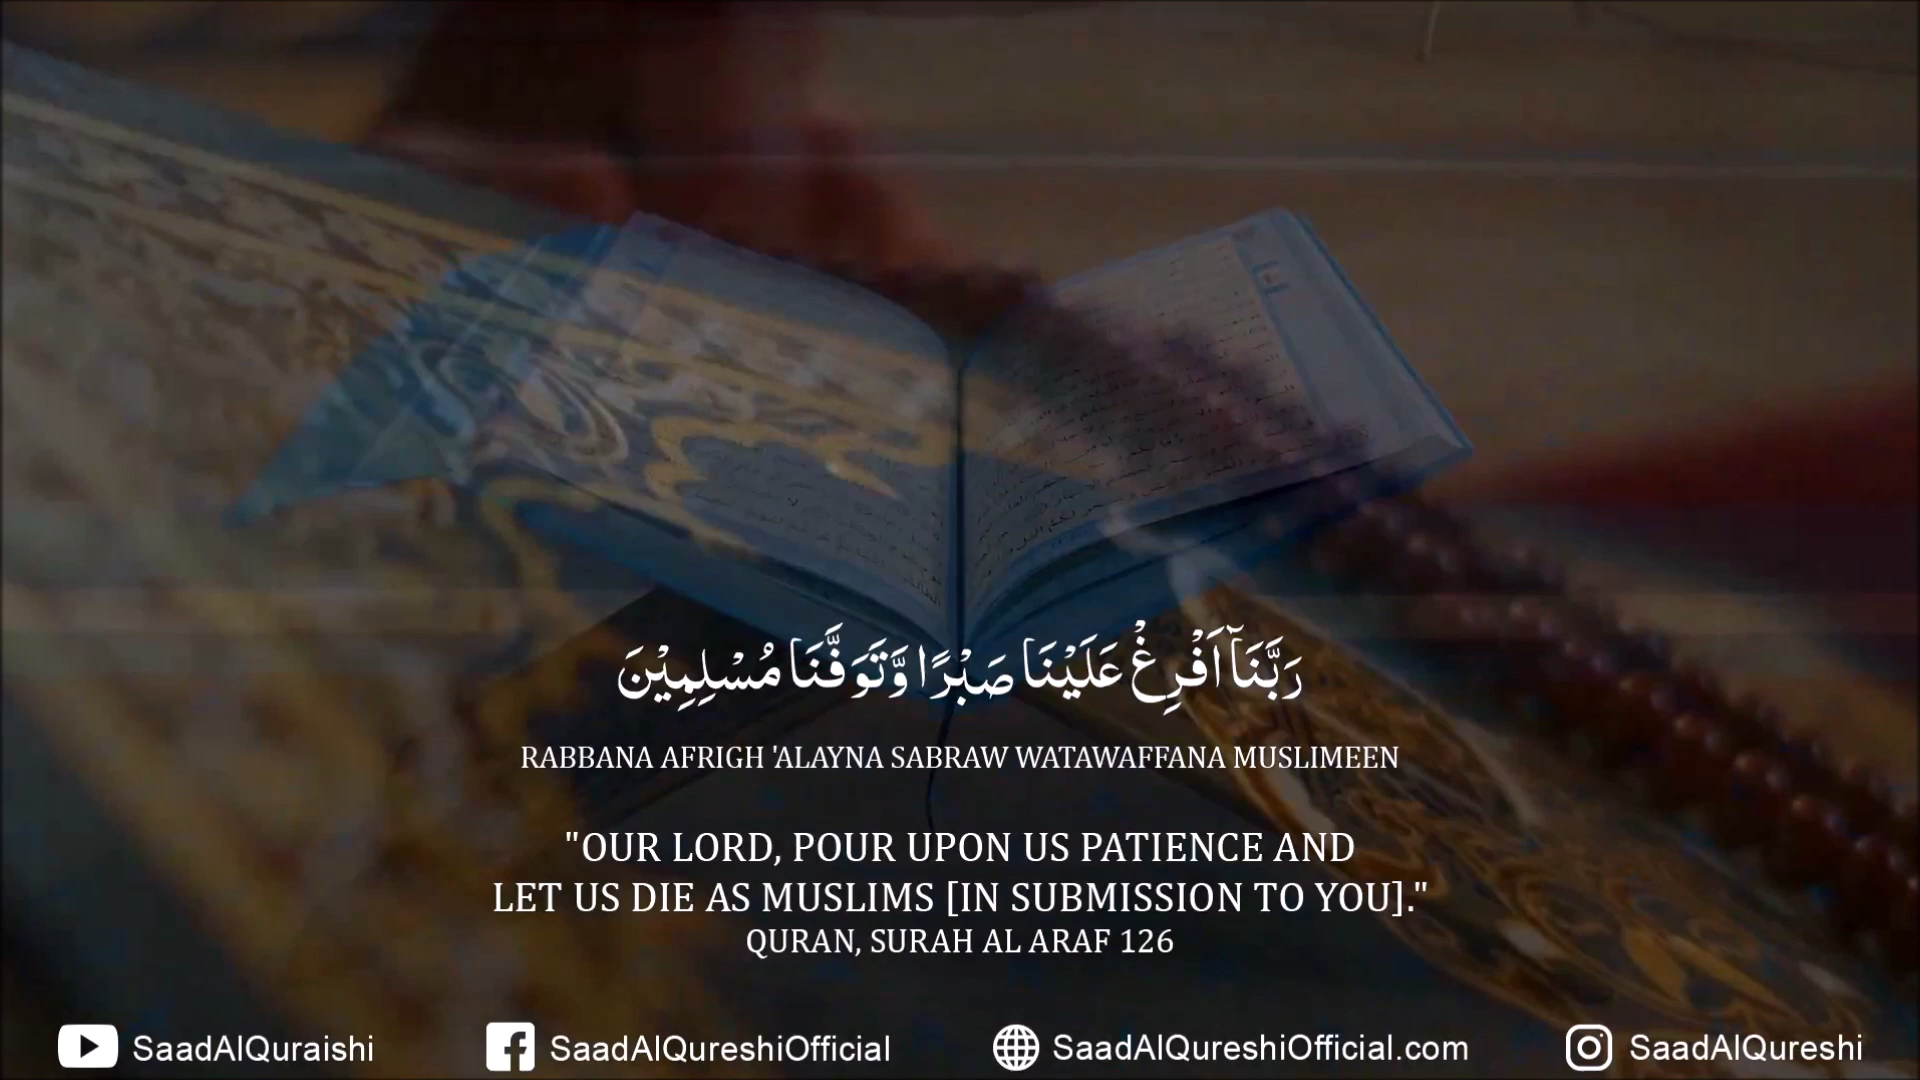 رَبَّنَآ اَفْرِغْ عَلَيْنَا صَبْرًا وَّتَوَفَّنَا مُسْلِمِيْنَ
RABBANA AFRIGH 'ALAYNA SABRAW WATAWAFFANA MUSLIMEEN
"OUR LORD, POUR UPON US PATIENCE AND
LET US DIE AS MUSLIMS [IN SUBMISSION TO YOU]."
QURAN, SURAH AL ARAF 126
SaadAlQuraishi SaadAlQureshiOfficial SaadAlQureshiOfficial.com SaadAlQureshi